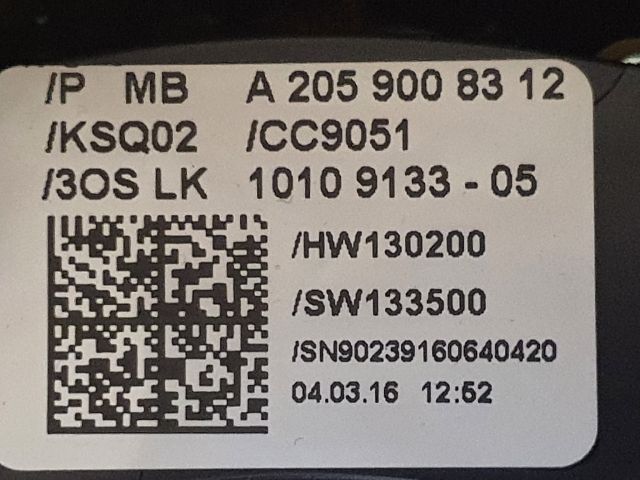 /P MB A 205 900 83 12
/KSQ02 /CC9051
/3OS LK 1010 9133 - 05
/HW130200
/SW133500
/SN90239160640420
04.03.16 12:52